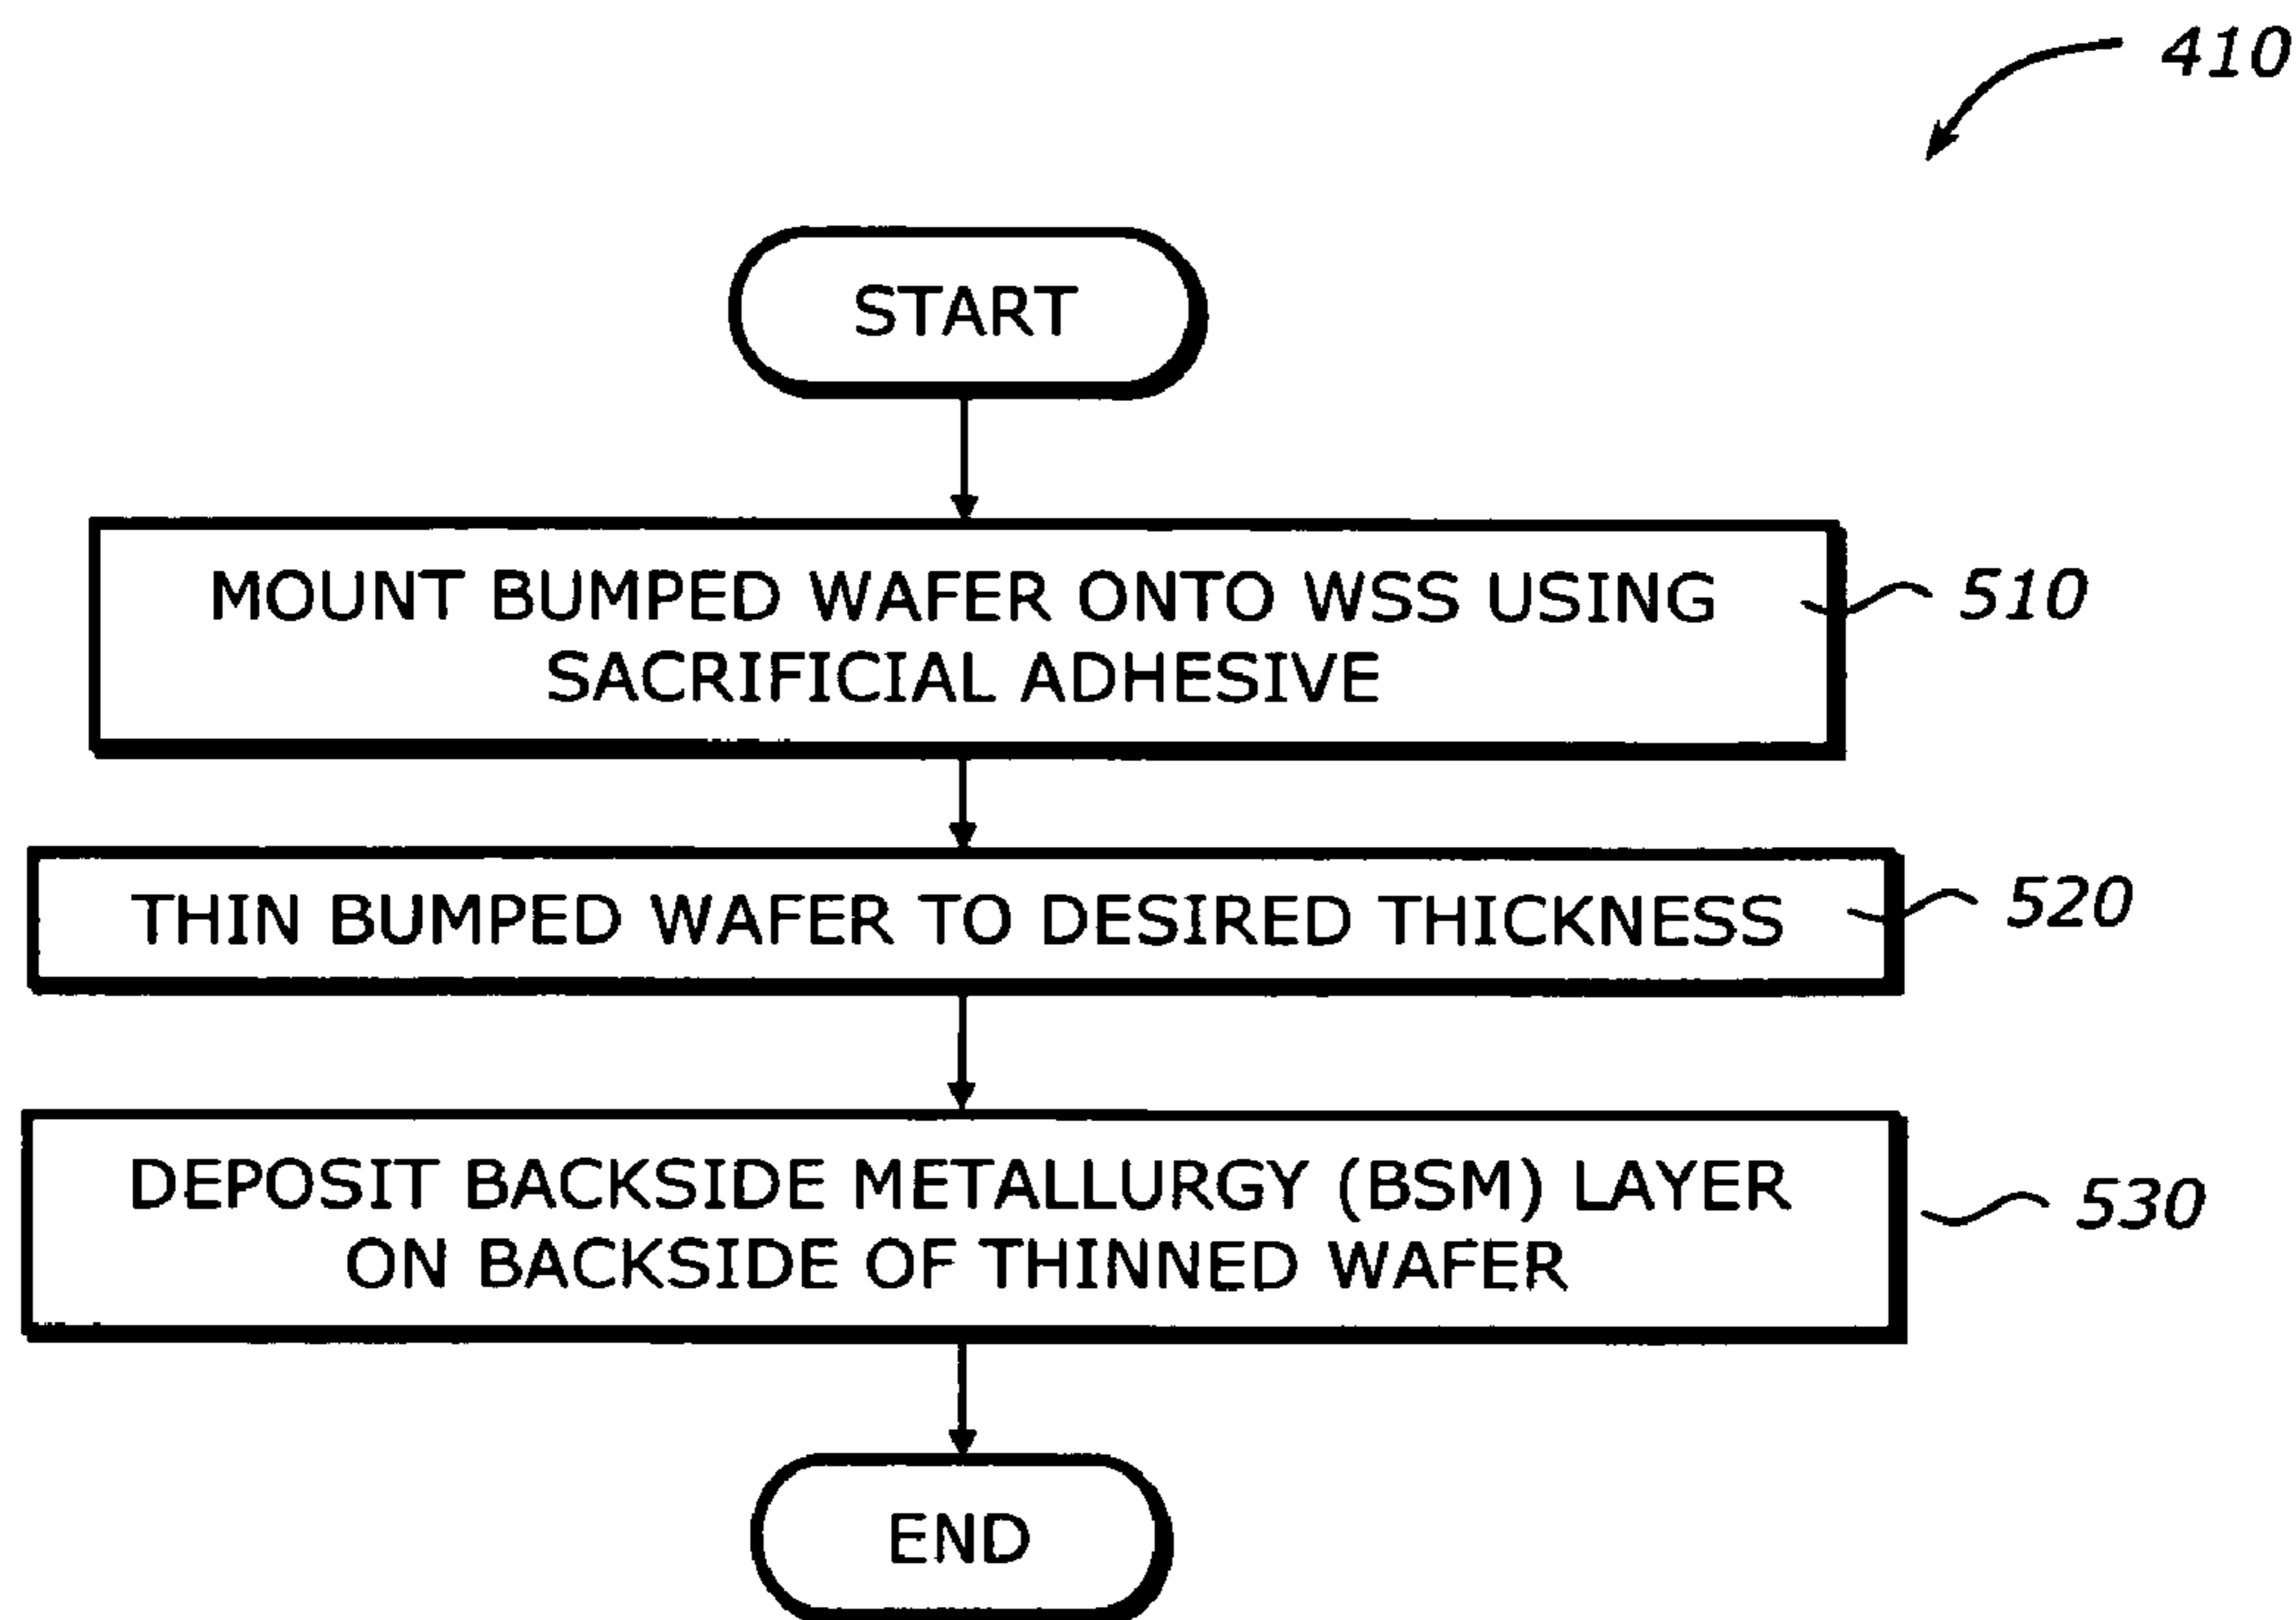 410
START
MOUNT BUMPED WAFER ONTO WSS USING
SACRIFICIAL ADHESIVE
510
THIN BUMPED WAFER TO DESIRED THICKNESS
520
DEPOSIT BACKSIDE METALLURGY (BSM) LAYER
ON BACKSIDE OF THINNED WAFER
530
END